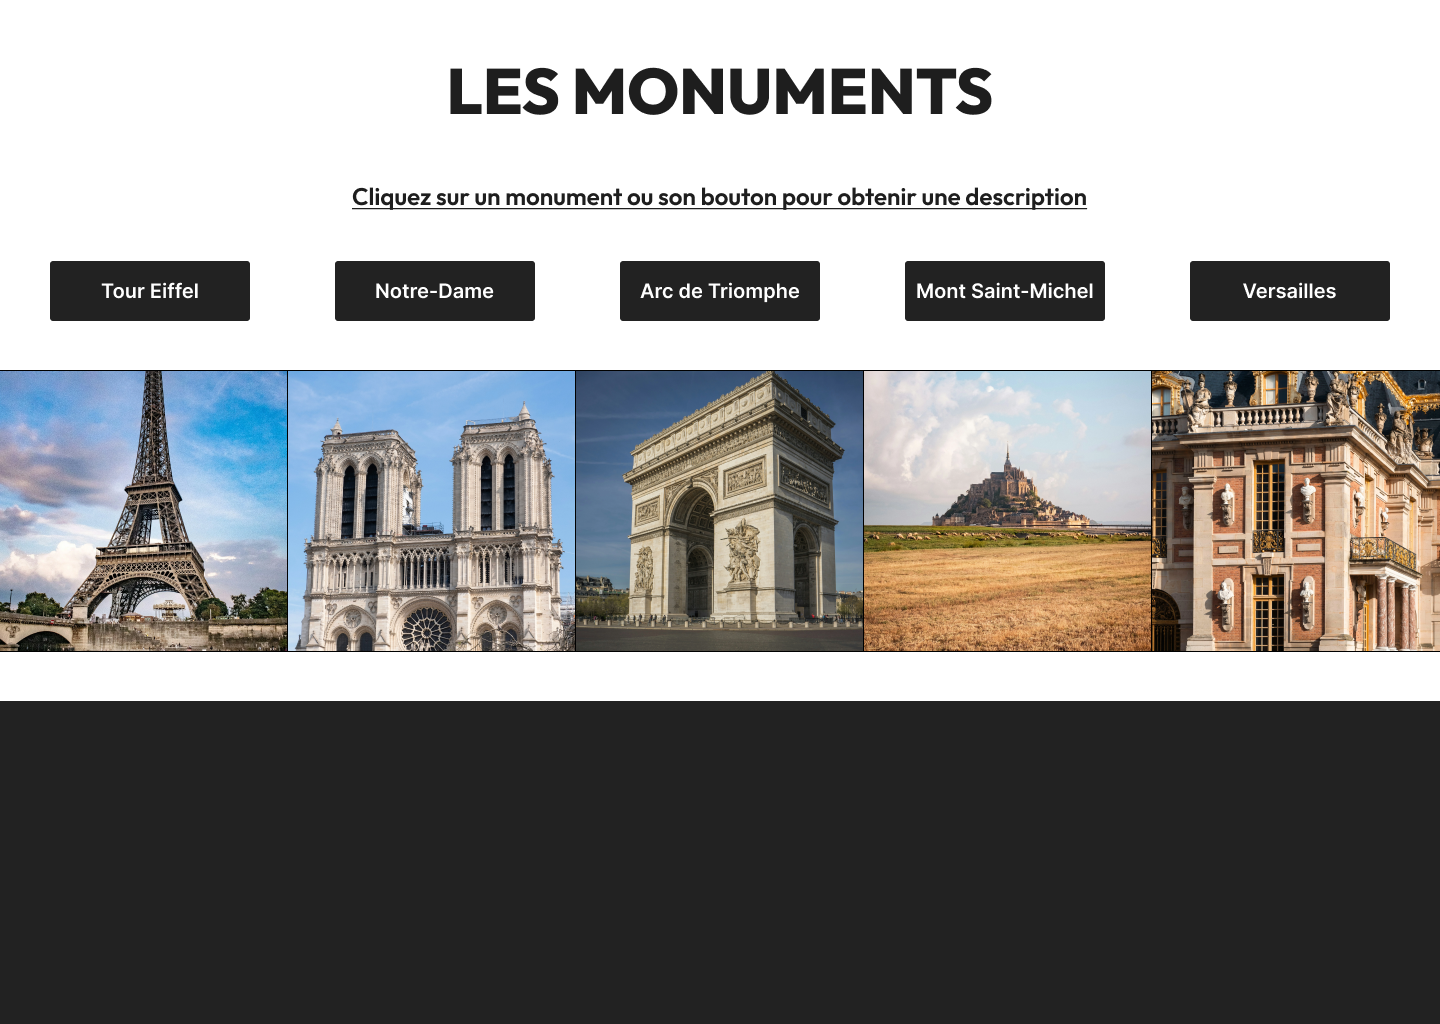 LES MONUMENTS
Cliquez sur un monument ou son bouton pour obtenir une description
Tour Eiffel
Notre-Dame
Arc de Triomphe
Mont Saint-Michel
Versailles